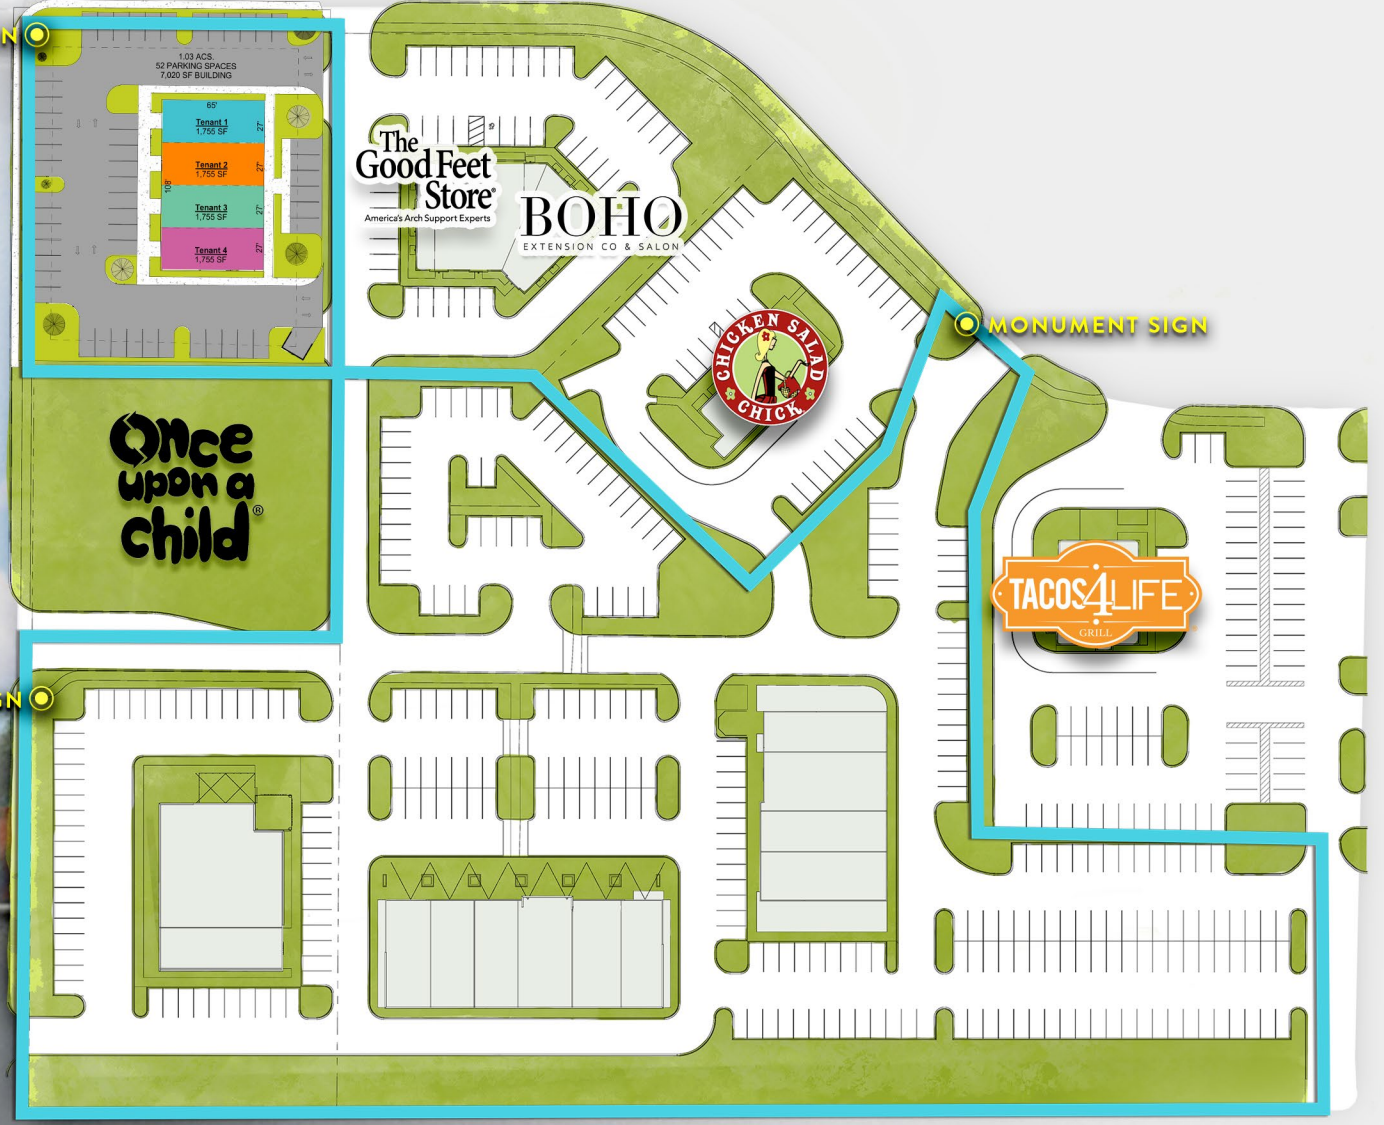 N
1.03 ACS.
52 PARKING SPACES
7,020 SF BUILDING
65'
Tenant 1
1,755 SF
27'
Tenant 2
1,755 SF
27'
108'
Tenant 3
1,755 SF
27'
Tenant 4
1,755 SF
27'
The
Good Feet
Store®
America's Arch Support Experts
BOHO
EXTENSION CO & SALON
CHICKEN SALAD
CHICK
MONUMENT SIGN
Once
upon a
child®
TACOS4LIFE
GRILL
GN